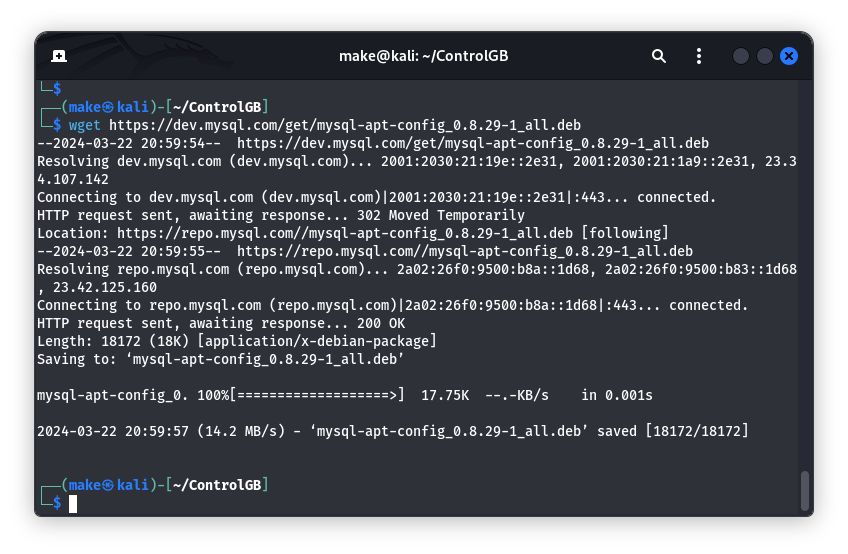 make@kali: ~/ControlGB
└─$
┌──(make㉿kali)-[~/ControlGB]
└─$ wget https://dev.mysql.com/get/mysql-apt-config_0.8.29-1_all.deb
--2024-03-22 20:59:54--  https://dev.mysql.com/get/mysql-apt-config_0.8.29-1_all.deb
Resolving dev.mysql.com (dev.mysql.com)... 2001:2030:21:19e::2e31, 2001:2030:21:1a9::2e31, 23.3
4.107.142
Connecting to dev.mysql.com (dev.mysql.com)|2001:2030:21:19e::2e31|:443... connected.
HTTP request sent, awaiting response... 302 Moved Temporarily
Location: https://repo.mysql.com//mysql-apt-config_0.8.29-1_all.deb [following]
--2024-03-22 20:59:55--  https://repo.mysql.com//mysql-apt-config_0.8.29-1_all.deb
Resolving repo.mysql.com (repo.mysql.com)... 2a02:26f0:9500:b8a::1d68, 2a02:26f0:9500:b83::1d68
, 23.42.125.160
Connecting to repo.mysql.com (repo.mysql.com)|2a02:26f0:9500:b8a::1d68|:443... connected.
HTTP request sent, awaiting response... 200 OK
Length: 18172 (18K) [application/x-debian-package]
Saving to: ‘mysql-apt-config_0.8.29-1_all.deb’
mysql-apt-config_0. 100%[===================>]  17.75K  --.-KB/s    in 0.001s
2024-03-22 20:59:57 (14.2 MB/s) - ‘mysql-apt-config_0.8.29-1_all.deb’ saved [18172/18172]
┌──(make㉿kali)-[~/ControlGB]
└─$